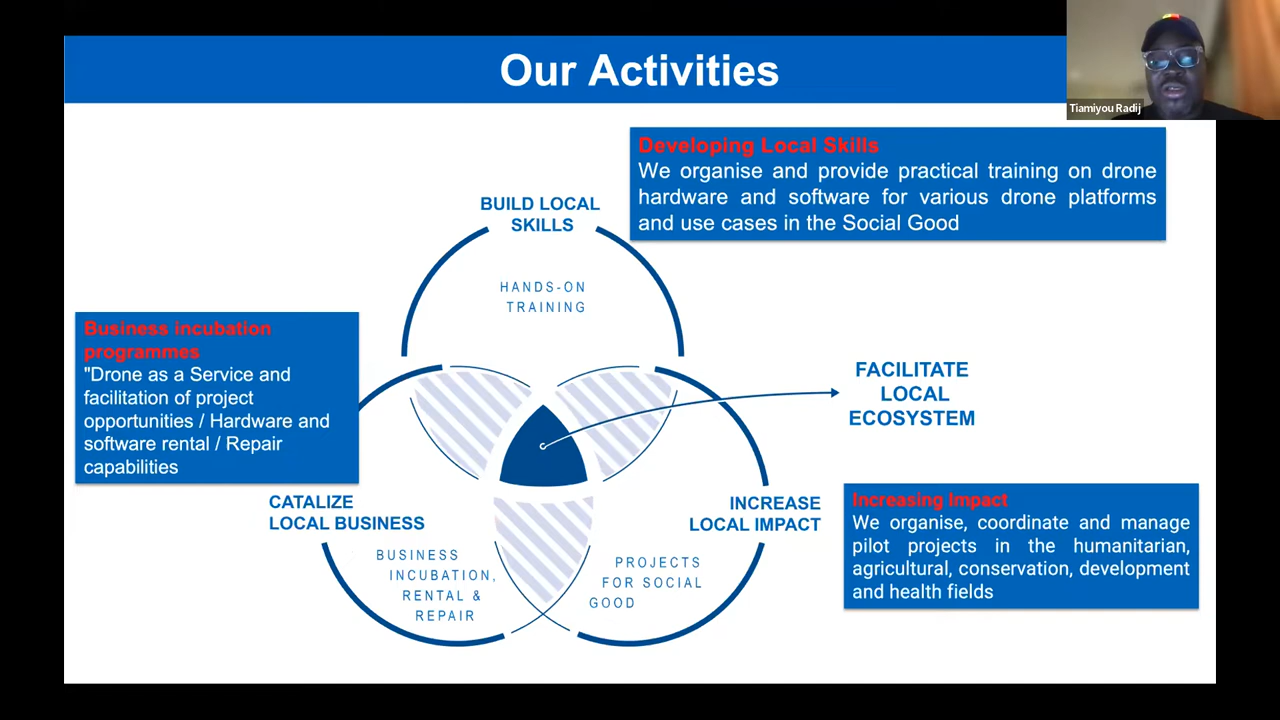 Our Activities
Tiamiyou Radij
Developing Local Skills
We organise and provide practical training on drone
hardware and software for various drone platforms
and use cases in the Social Good
BUILD LOCAL
SKILLS
HANDS-ON
TRAINING
Business incubation
programmes
"Drone as a Service and
facilitation of project
opportunities / Hardware and
software rental / Repair
capabilities
FACILITATE
LOCAL
ECOSYSTEM
CATALIZE
LOCAL BUSINESS
BUSINESS
INCUBATION,
RENTAL &
REPAIR
INCREASE
LOCAL IMPACT
PROJECTS
FOR SOCIAL
GOOD
Increasing Impact
We organise, coordinate and manage
pilot projects in the humanitarian,
agricultural, conservation, development
and health fields